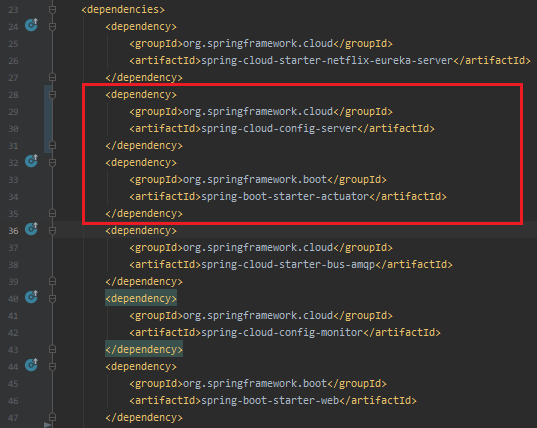 23 <dependencies>
24 <dependency>
25 <groupId>org.springframework.cloud</groupId>
26 <artifactId>spring-cloud-starter-netflix-eureka-server</artifactId>
27 </dependency>
28 <dependency>
29 <groupId>org.springframework.cloud</groupId>
30 <artifactId>spring-cloud-config-server</artifactId>
31 </dependency>
32 <dependency>
33 <groupId>org.springframework.boot</groupId>
34 <artifactId>spring-boot-starter-actuator</artifactId>
35 </dependency>
36 <dependency>
37 <groupId>org.springframework.cloud</groupId>
38 <artifactId>spring-cloud-starter-bus-amqp</artifactId>
39 </dependency>
40 <dependency>
41 <groupId>org.springframework.cloud</groupId>
42 <artifactId>spring-cloud-config-monitor</artifactId>
43 </dependency>
44 <dependency>
45 <groupId>org.springframework.boot</groupId>
46 <artifactId>spring-boot-starter-web</artifactId>
47 </dependency>